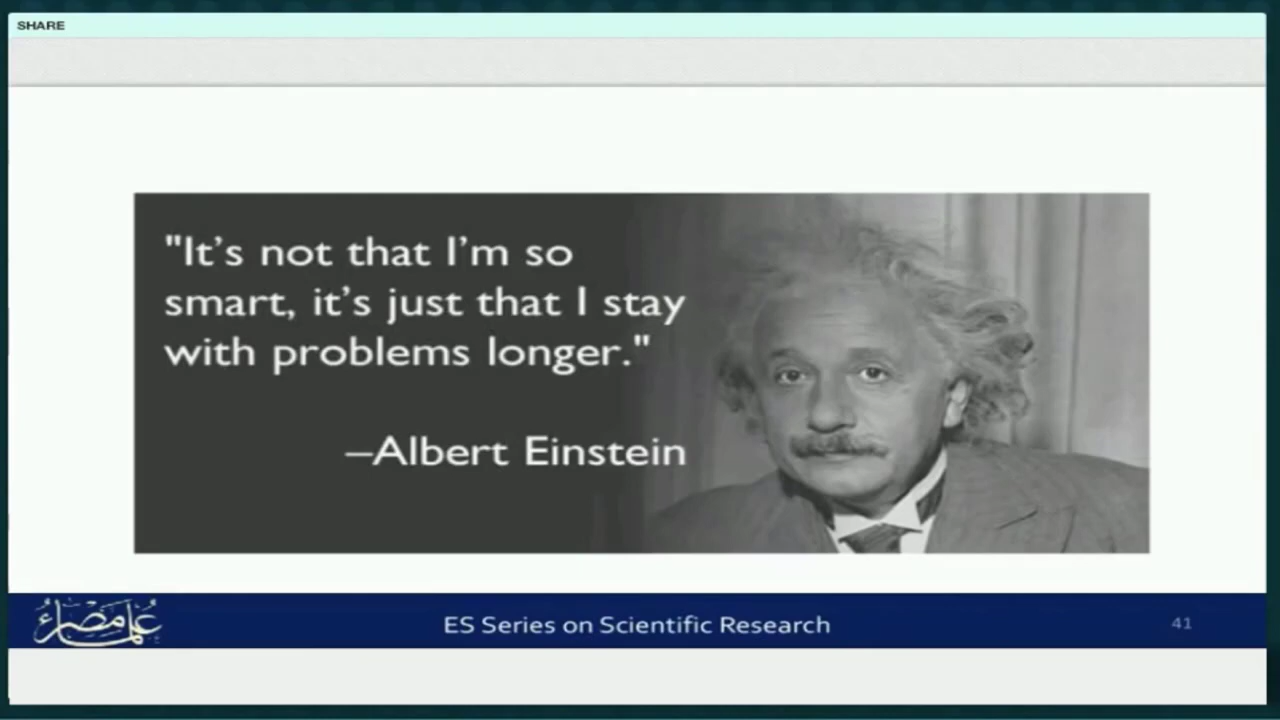 SHARE
"It's not that I'm so
smart, it's just that I stay
with problems longer."
–Albert Einstein
علماء مصر
ES Series on Scientific Research
41